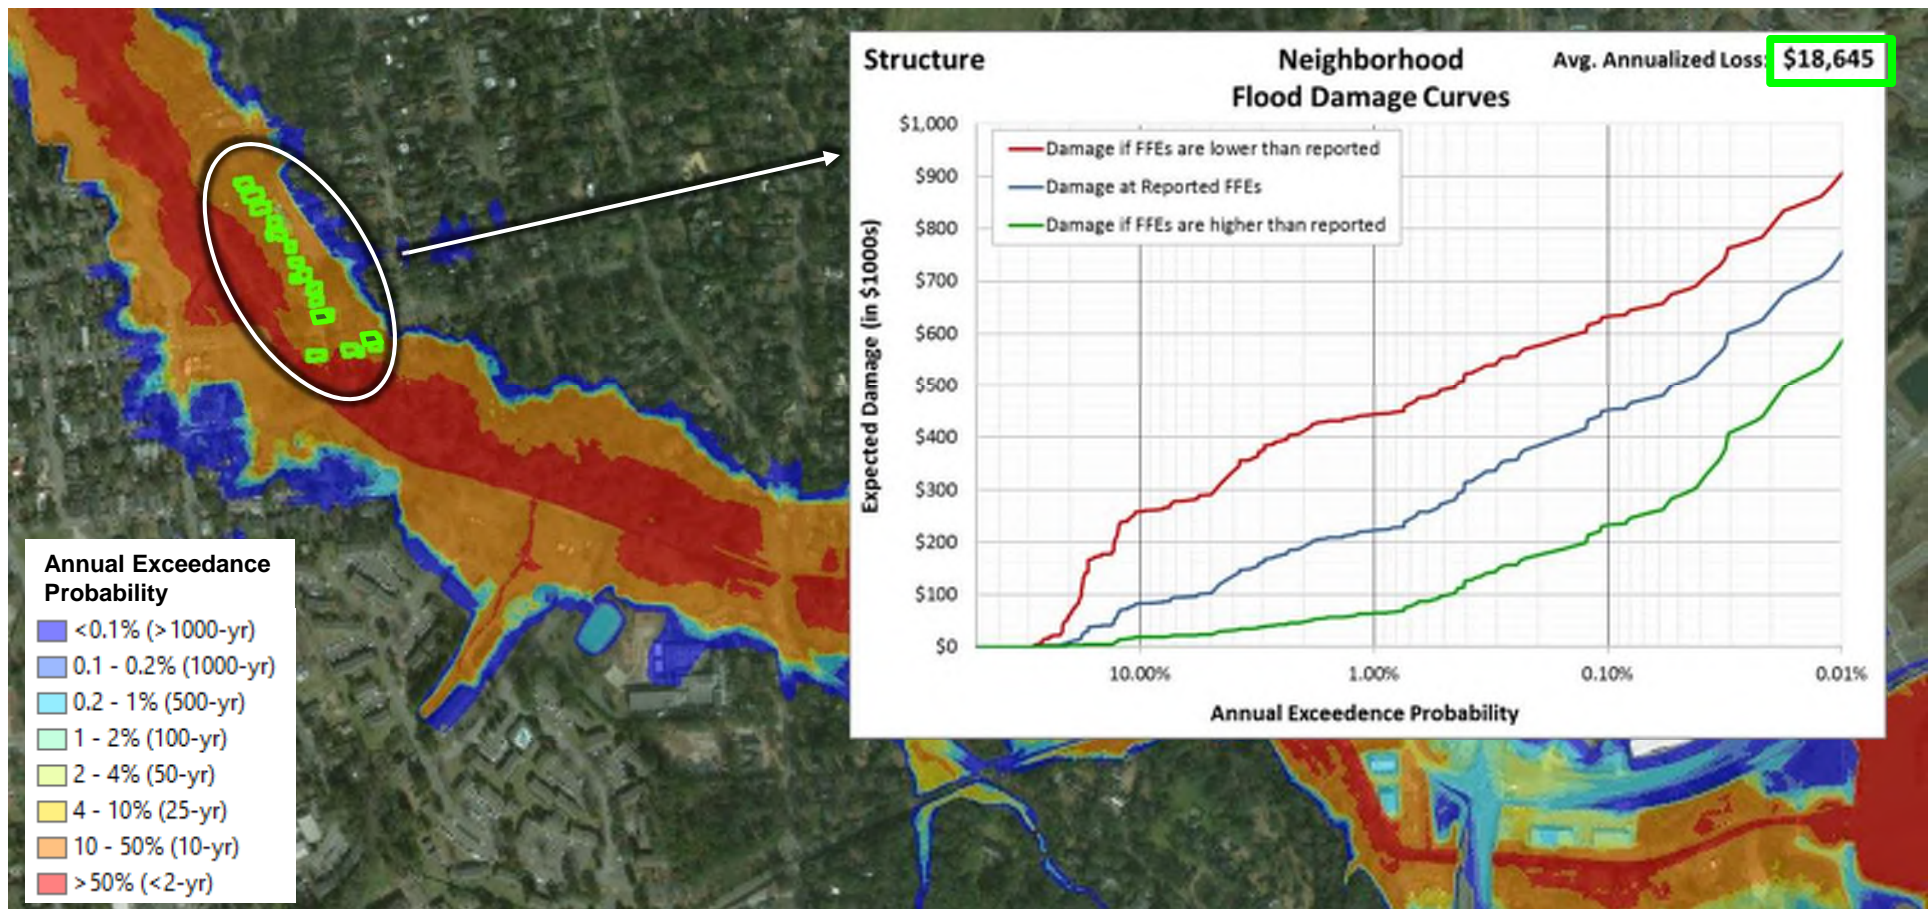 Structure
Neighborhood
Avg. Annualized Loss: $18,645
Flood Damage Curves
$1,000
$900
$800
$700
$600
$500
$400
$300
$200
$100
$0
Expected Damage (in $1000s)
Damage if FFEs are lower than reported
Damage at Reported FFEs
Damage if FFEs are higher than reported
10.00%
1.00%
0.10%
0.01%
Annual Exceedence Probability
Annual Exceedance
Probability
<0.1% (>1000-yr)
0.1 - 0.2% (1000-yr)
0.2 - 1% (500-yr)
1 - 2% (100-yr)
2 - 4% (50-yr)
4 - 10% (25-yr)
10 - 50% (10-yr)
>50% (<2-yr)